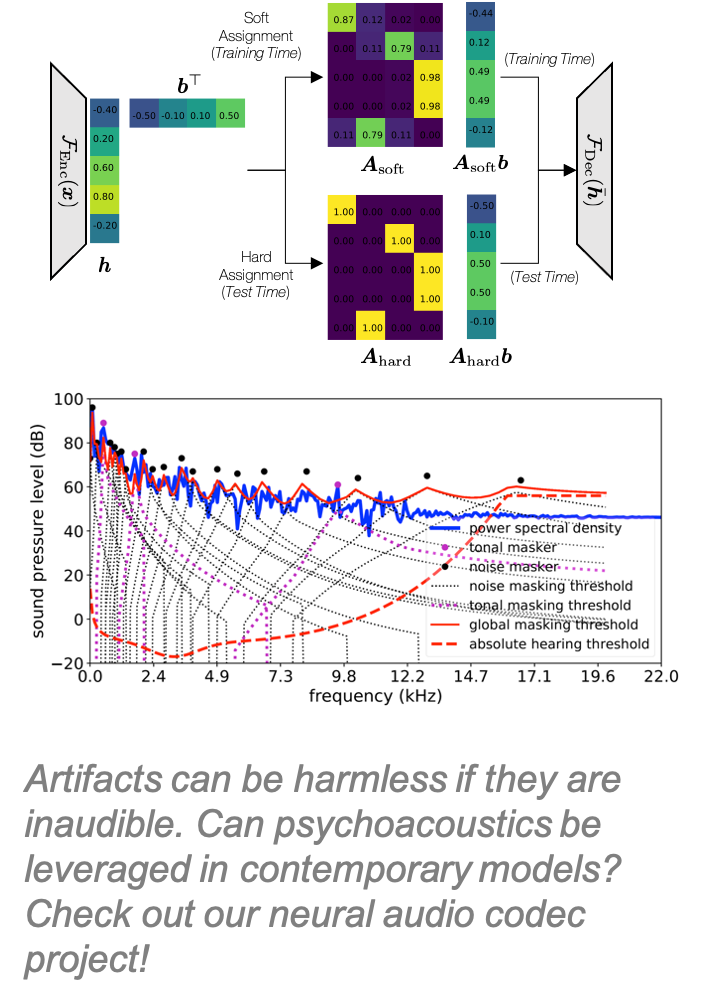 Soft
Assignment
(Training Time)
0.87 0.12 0.02 0.00
0.00 0.11 0.79 0.11
0.00 0.00 0.02 0.98
0.00 0.00 0.02 0.98
0.11 0.79 0.11 0.00
A_soft
-0.44
0.12
0.49
0.49
-0.12
A_soft b
(Training Time)
F_Enc(x)
-0.40
0.20
0.60
0.80
-0.20
h
b⊤
-0.50 -0.10 0.10 0.50
F_Dec(h̄)
Hard
Assignment
(Test Time)
1.00 0.00 0.00 0.00
0.00 0.00 1.00 0.00
0.00 0.00 0.00 1.00
0.00 0.00 0.00 1.00
0.00 1.00 0.00 0.00
A_hard
-0.50
0.10
0.50
0.50
-0.10
A_hard b
(Test Time)
sound pressure level (dB)
100
80
60
40
20
0
−20
power spectral density
tonal masker
noise masker
noise masking threshold
tonal masking threshold
global masking threshold
absolute hearing threshold
0.0 2.4 4.9 7.3 9.8 12.2 14.7 17.1 19.6 22.0
frequency (kHz)
Artifacts can be harmless if they are
inaudible. Can psychoacoustics be
leveraged in contemporary models?
Check out our neural audio codec
project!